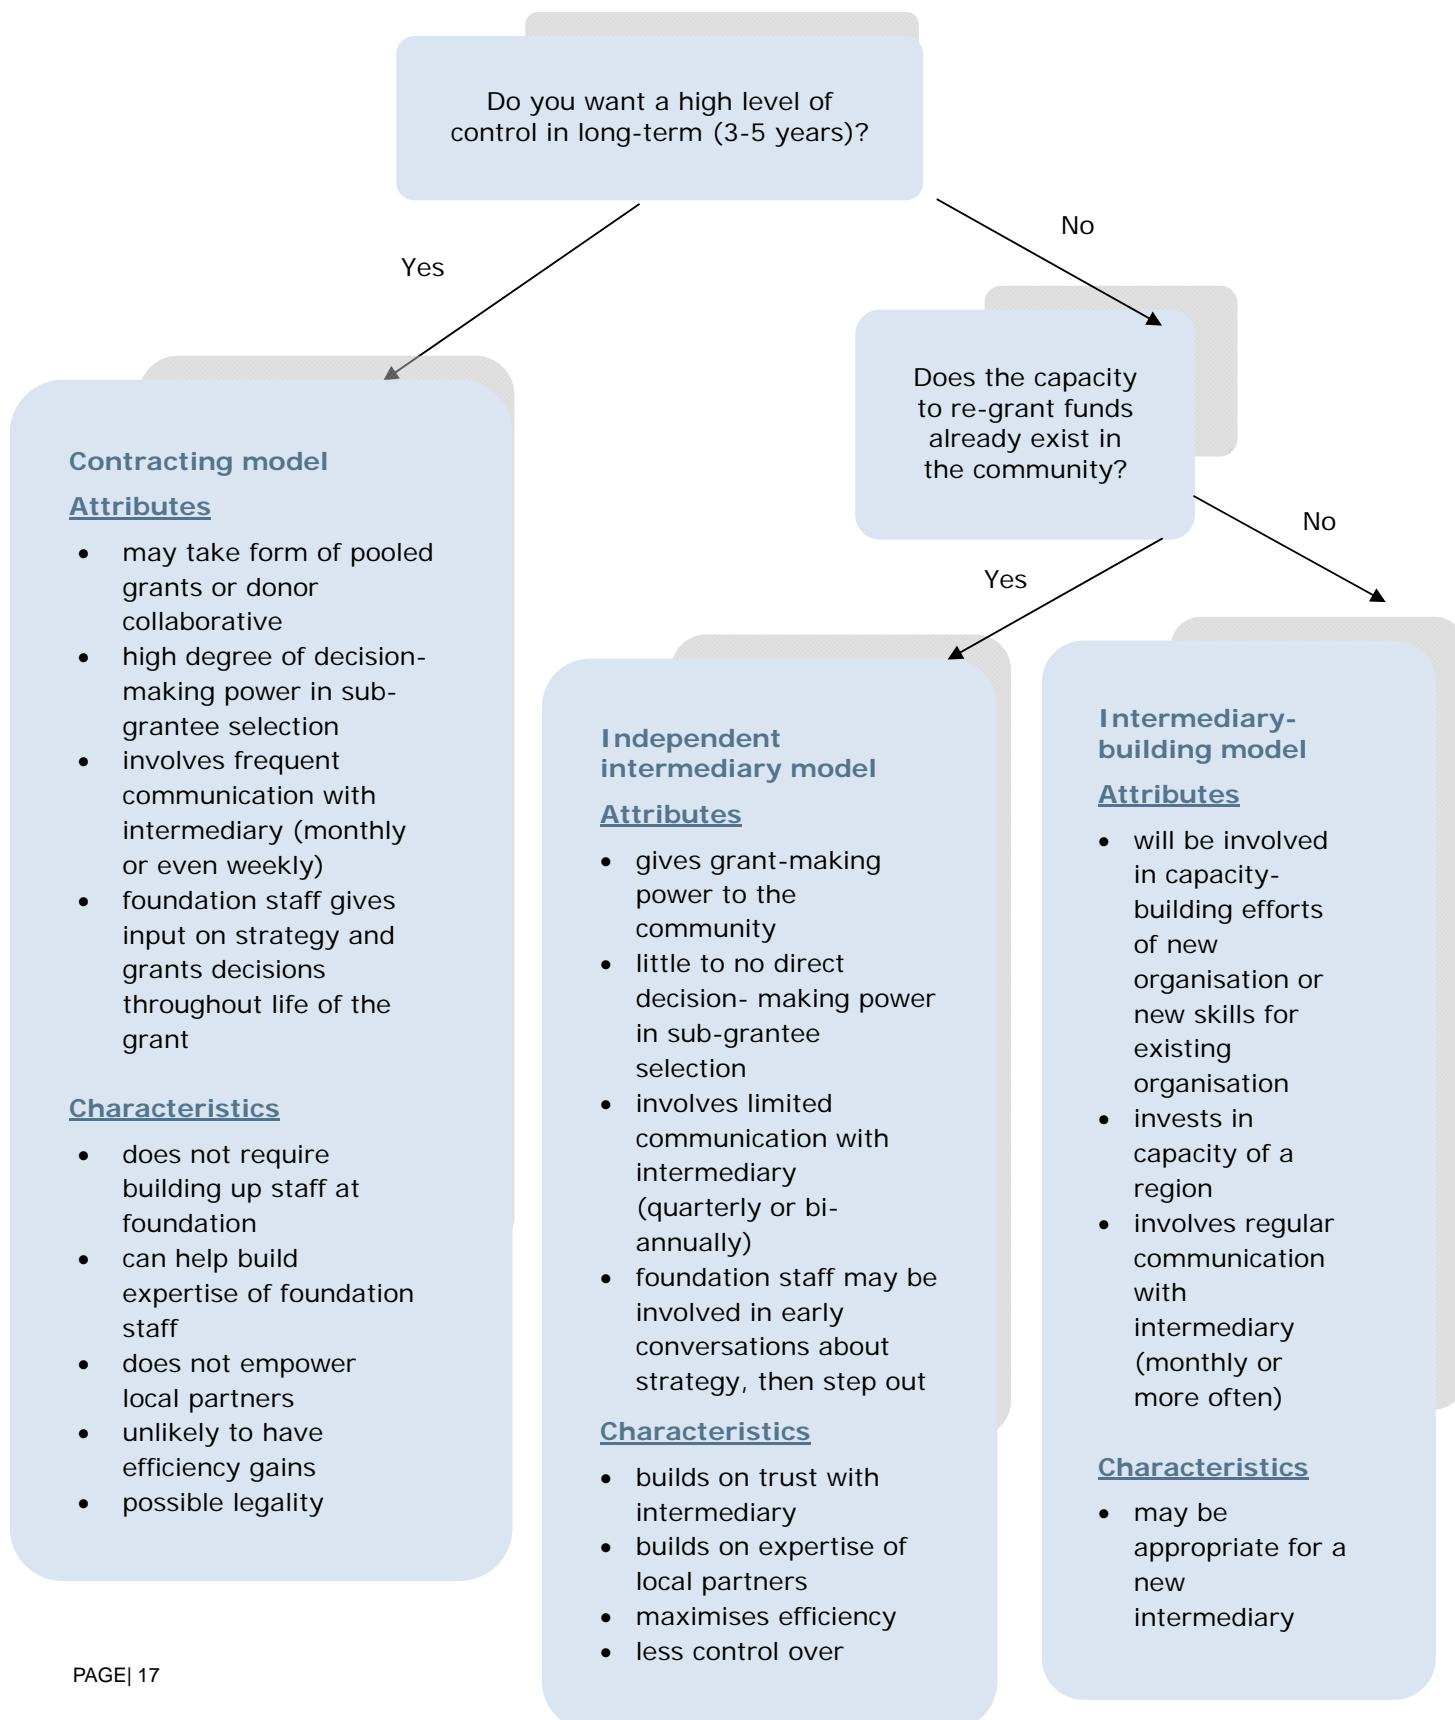 Do you want a high level of
control in long-term (3-5 years)?
No
Yes
Does the capacity
to re-grant funds
already exist in
the community?
No
Yes
Contracting model
Attributes
• may take form of pooled
grants or donor
collaborative
• high degree of decision-
making power in sub-
grantee selection
• involves frequent
communication with
intermediary (monthly
or even weekly)
• foundation staff gives
input on strategy and
grants decisions
throughout life of the
grant
Characteristics
• does not require
building up staff at
foundation
• can help build
expertise of foundation
staff
• does not empower
local partners
• unlikely to have
efficiency gains
• possible legality
Independent
intermediary model
Attributes
• gives grant-making
power to the
community
• little to no direct
decision- making power
in sub-grantee
selection
• involves limited
communication with
intermediary
(quarterly or bi-
annually)
• foundation staff may be
involved in early
conversations about
strategy, then step out
Characteristics
• builds on trust with
intermediary
• builds on expertise of
local partners
• maximises efficiency
• less control over
Intermediary-
building model
Attributes
• will be involved
in capacity-
building efforts
of new
organisation or
new skills for
existing
organisation
• invests in
capacity of a
region
• involves regular
communication
with
intermediary
(monthly or
more often)
Characteristics
• may be
appropriate for a
new
intermediary
PAGE| 17